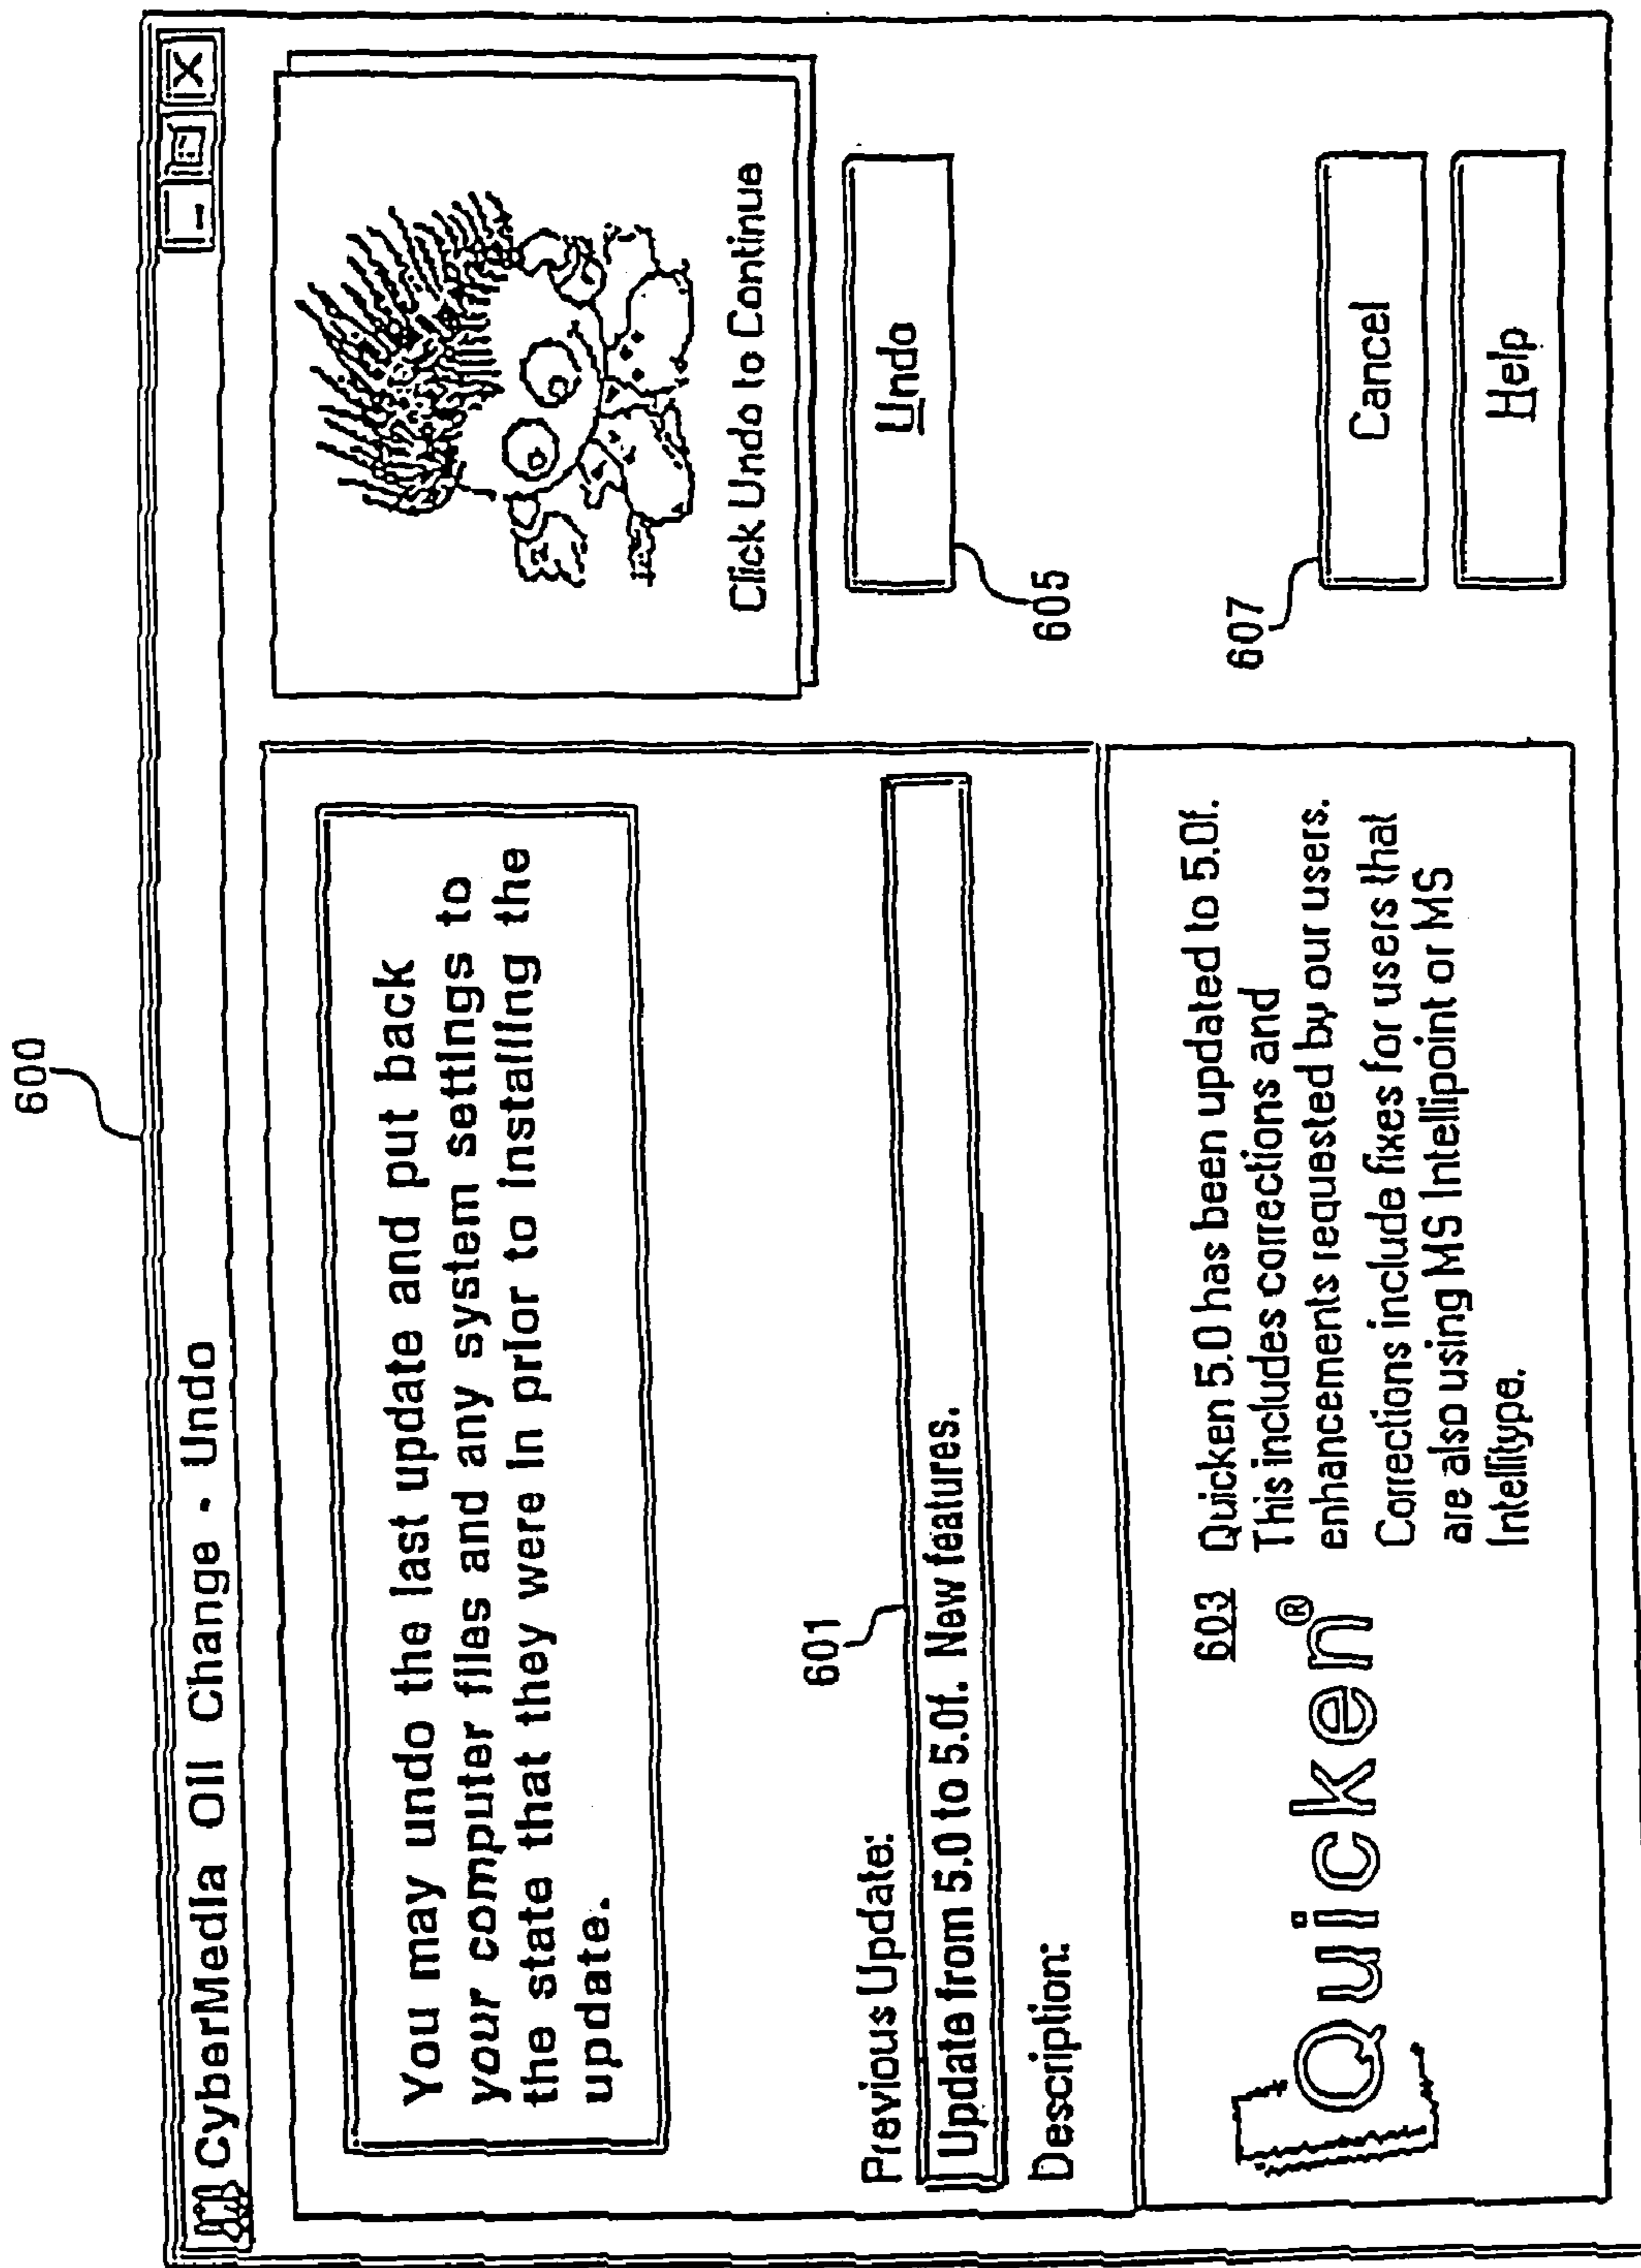 600
CyberMedia Oil Change - Undo
You may undo the last update and put back
your computer files and any system settings to
the state that they were in prior to installing the
update.
601
Previous Update:
Update from 5.0 to 5.0f. New features.
Description:
603
Quicken®
Quicken 5.0 has been updated to 5.0f.
This includes corrections and
enhancements requested by our users.
Corrections include fixes for users that
are also using MS Intellipoint or MS
Intellitype.
Click Undo to Continue
Undo
605
607
Cancel
Help